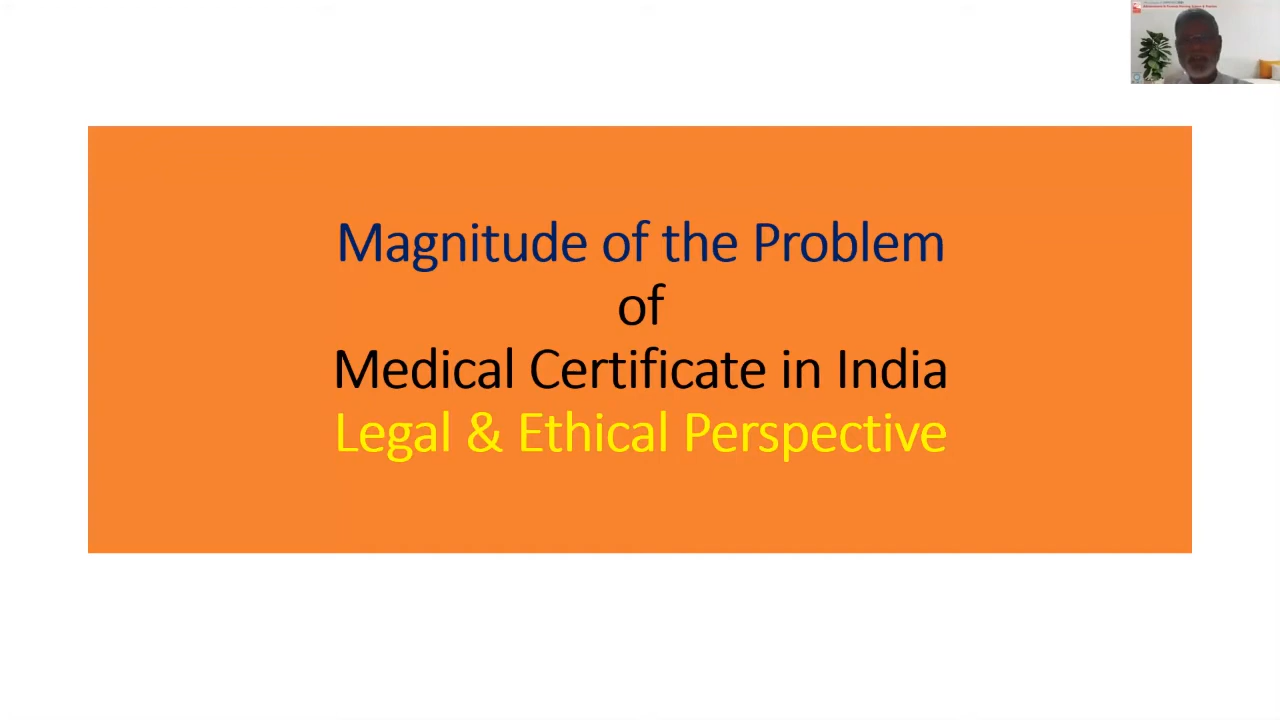 Magnitude of the Problem
of
Medical Certificate in India
Legal & Ethical Perspective